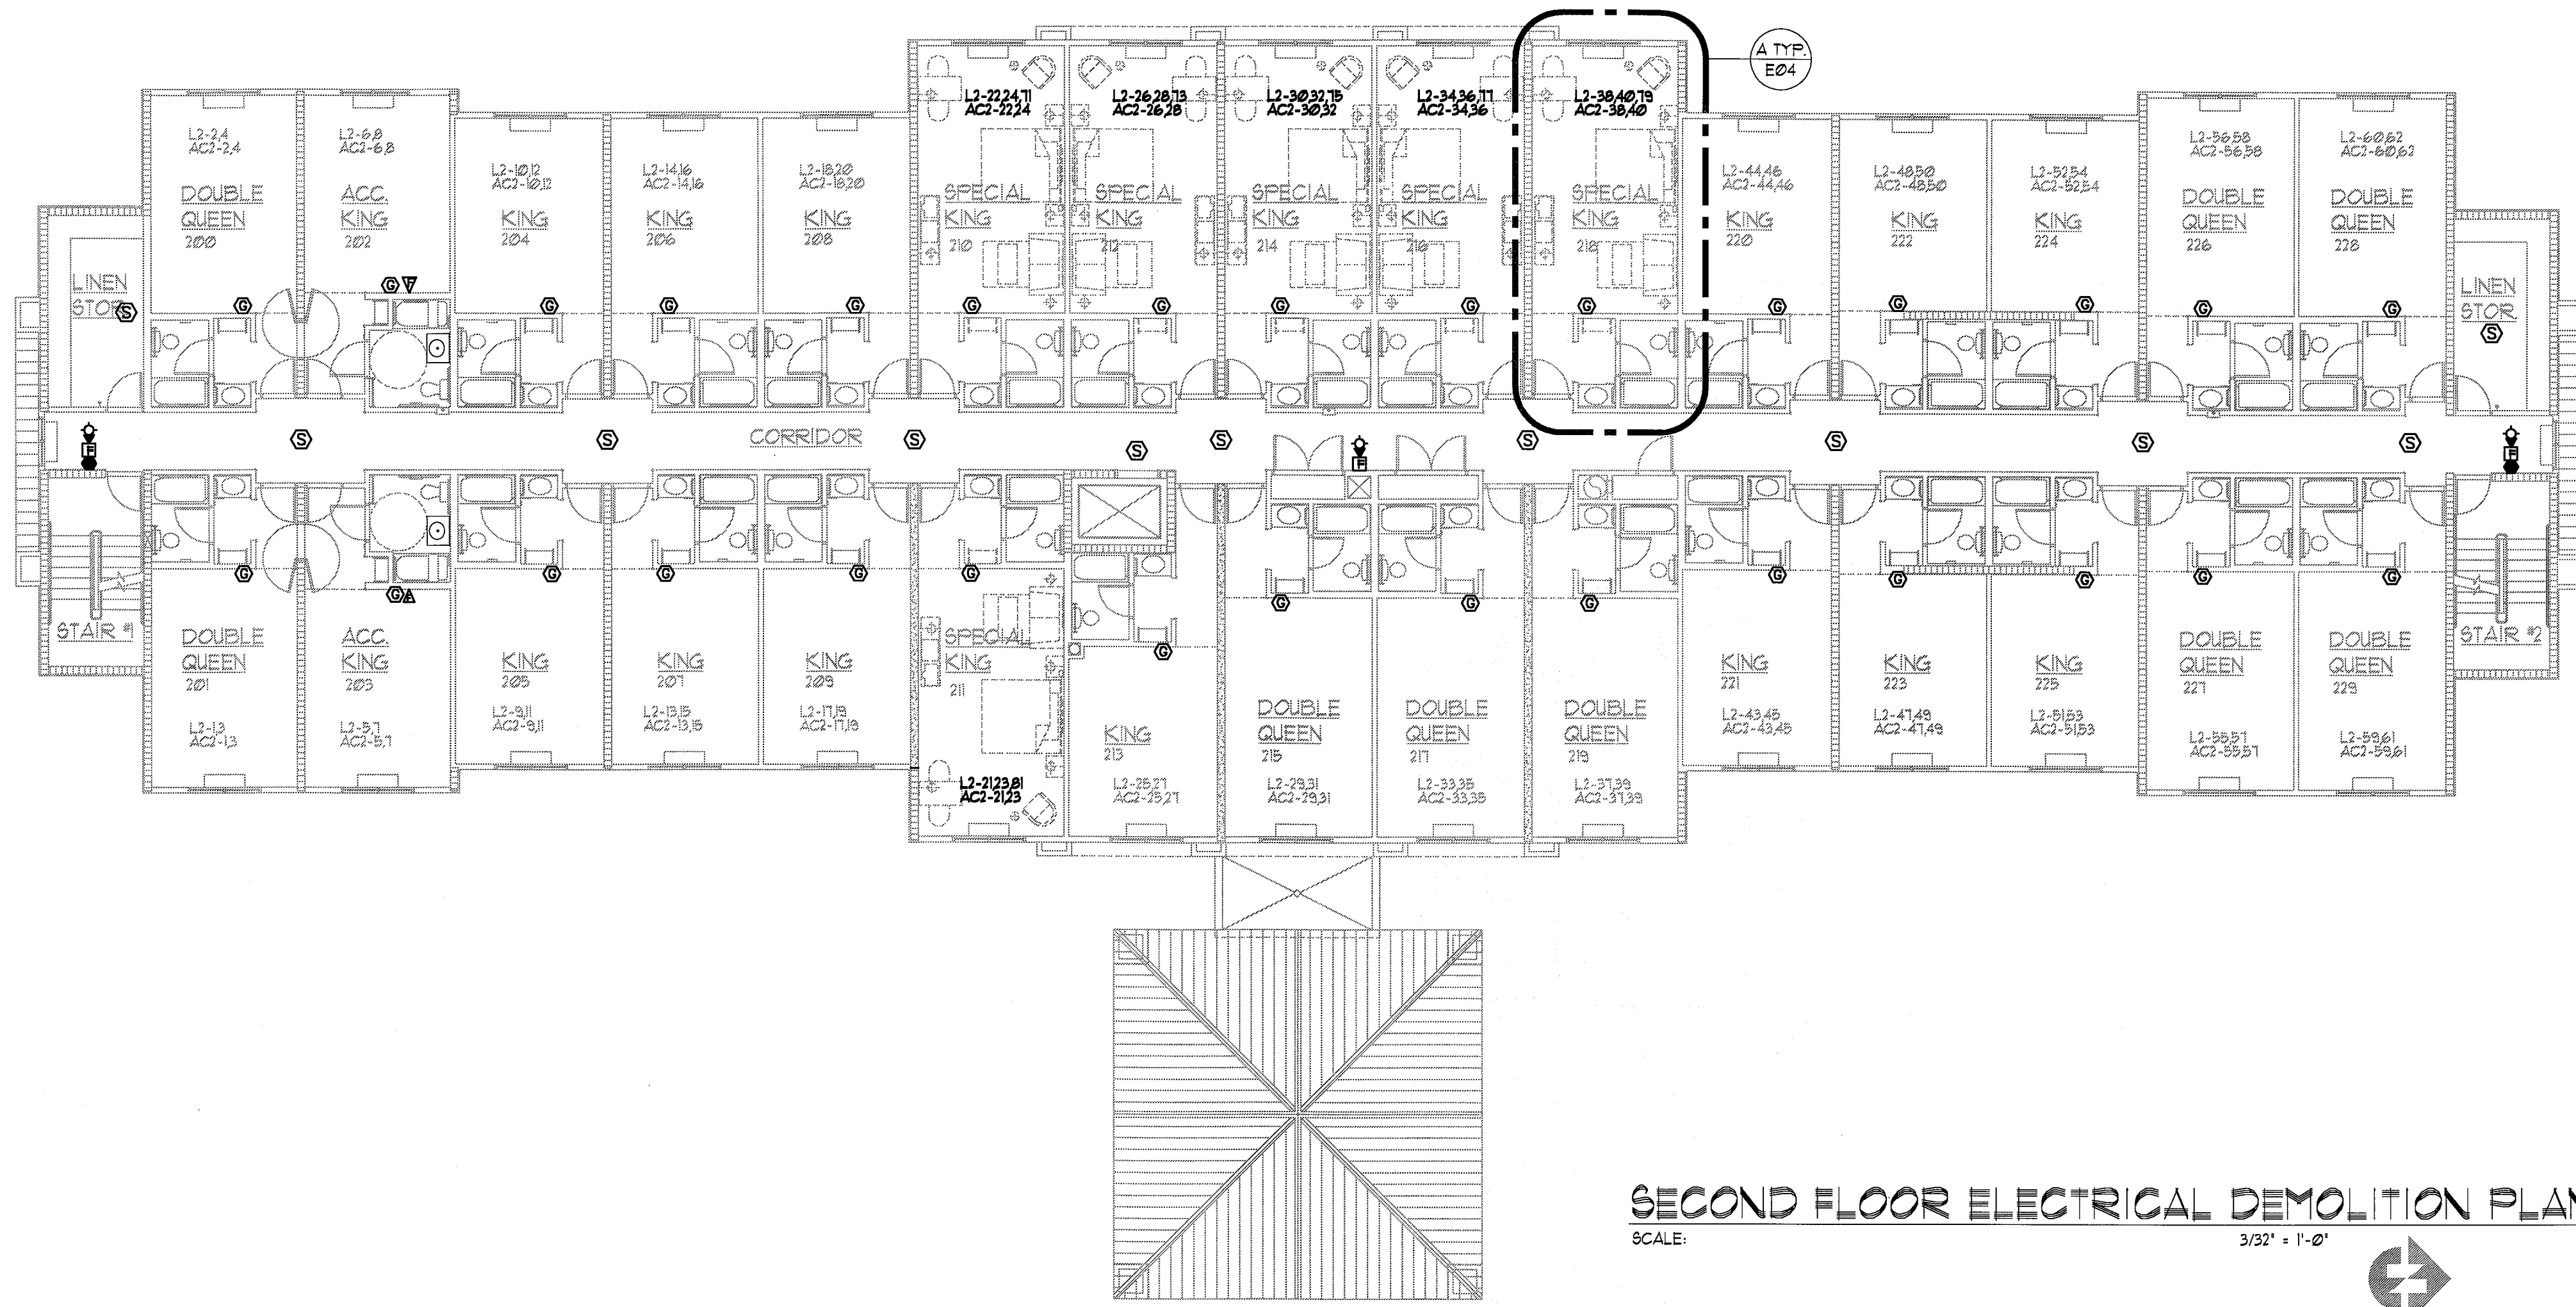 A TYP.
E04
L2-2,4
AC2-2,4
DOUBLE
QUEEN
200
L2-6,8
AC2-6,8
ACC.
KING
202
L2-10,12
AC2-10,12
KING
204
L2-14,16
AC2-14,16
KING
206
L2-18,20
AC2-18,20
KING
208
L2-22,24,71
AC2-22,24
SPECIAL
KING
210
L2-26,28,73
AC2-26,28
SPECIAL
KING
212
L2-30,32,75
AC2-30,32
SPECIAL
KING
214
L2-34,36,77
AC2-34,36
SPECIAL
KING
216
L2-38,40,79
AC2-38,40
SPECIAL
KING
218
L2-44,46
AC2-44,46
KING
220
L2-48,50
AC2-48,50
KING
222
L2-52,54
AC2-52,54
KING
224
L2-56,58
AC2-56,58
DOUBLE
QUEEN
226
L2-60,62
AC2-60,62
DOUBLE
QUEEN
228
LINEN
STOR.
S
G
G F
G
G
G
G
G
G
G
G
G
G
G
G
G
LINEN
STOR.
S
F
S
S
CORRIDOR
S
S
S
F
S
S
S
S
F
STAIR #1
G
G F
G
G
G
G
G
G
G
G
G
G
G
G
G
STAIR #2
DOUBLE
QUEEN
201
L2-1,3
AC2-1,3
ACC.
KING
203
L2-5,7
AC2-5,7
KING
205
L2-9,11
AC2-9,11
KING
207
L2-13,15
AC2-13,15
KING
209
L2-17,19
AC2-17,19
SPECIAL
KING
211
L2-21,23,81
AC2-21,23
KING
213
L2-25,27
AC2-25,27
DOUBLE
QUEEN
215
L2-29,31
AC2-29,31
DOUBLE
QUEEN
217
L2-33,35
AC2-33,35
DOUBLE
QUEEN
219
L2-37,39
AC2-37,39
KING
221
L2-43,45
AC2-43,45
KING
223
L2-47,49
AC2-47,49
KING
225
L2-51,53
AC2-51,53
DOUBLE
QUEEN
227
L2-55,57
AC2-55,57
DOUBLE
QUEEN
229
L2-59,61
AC2-59,61
SECOND FLOOR ELECTRICAL DEMOLITION PLAN
SCALE: 3/32" = 1'-0"